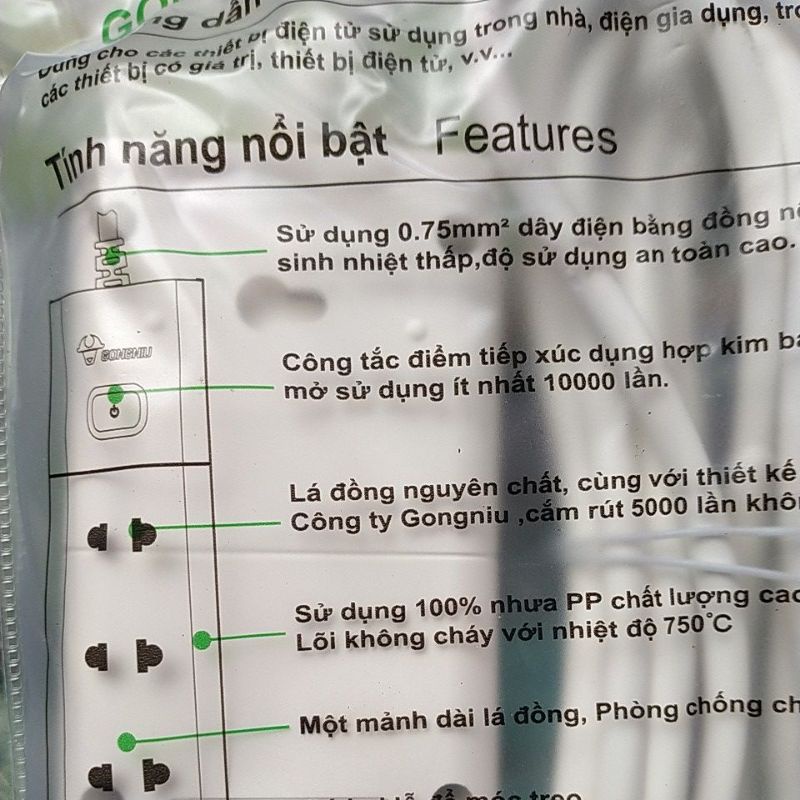 Dùng cho các thiết bị điện tử sử dụng trong nhà, điện gia dụng,
các thiết bị có giá trị, thiết bị điện tử, v.v...
Tính năng nổi bật Features
Sử dụng 0.75mm² dây điện bằng đồng
sinh nhiệt thấp,độ sử dụng an toàn cao.
GONGNIU
Công tắc điểm tiếp xúc dụng hợp kim
mở sử dụng ít nhất 10000 lần.
Lá đồng nguyên chất, cùng với thiết kế
Công ty Gongniu ,cắm rút 5000 lần
Sử dụng 100% nhựa PP chất lượng
Lõi không cháy với nhiệt độ 750°C
Một mảnh dài lá đồng, Phòng chống